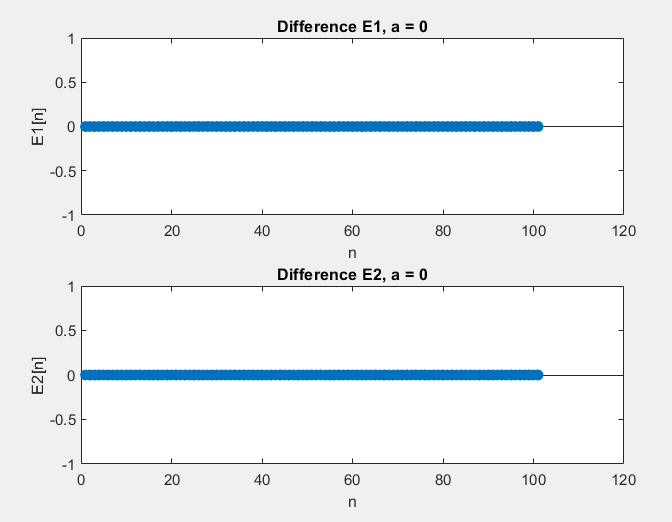 Difference E1, a = 0
1
0.5
0
-0.5
-1
E1[n]
0 20 40 60 80 100 120
n
Difference E2, a = 0
1
0.5
0
-0.5
-1
E2[n]
0 20 40 60 80 100 120
n